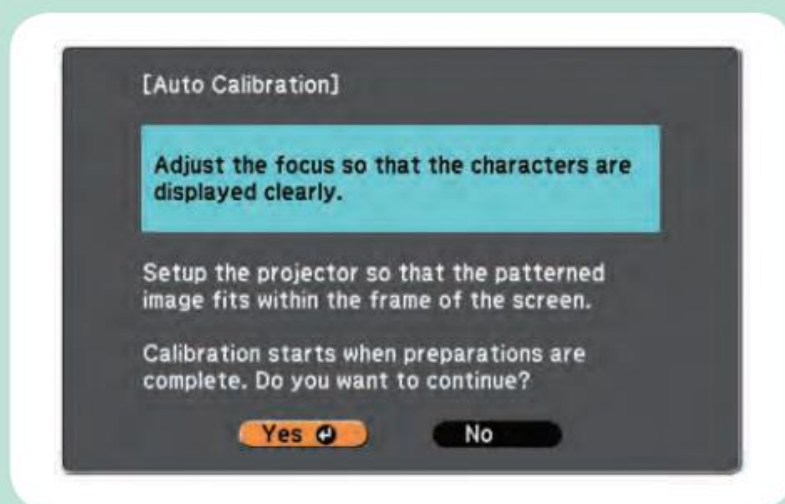 [Auto Calibration]
Adjust the focus so that the characters are
displayed clearly.
Setup the projector so that the patterned
image fits within the frame of the screen.
Calibration starts when preparations are
complete. Do you want to continue?
Yes
No